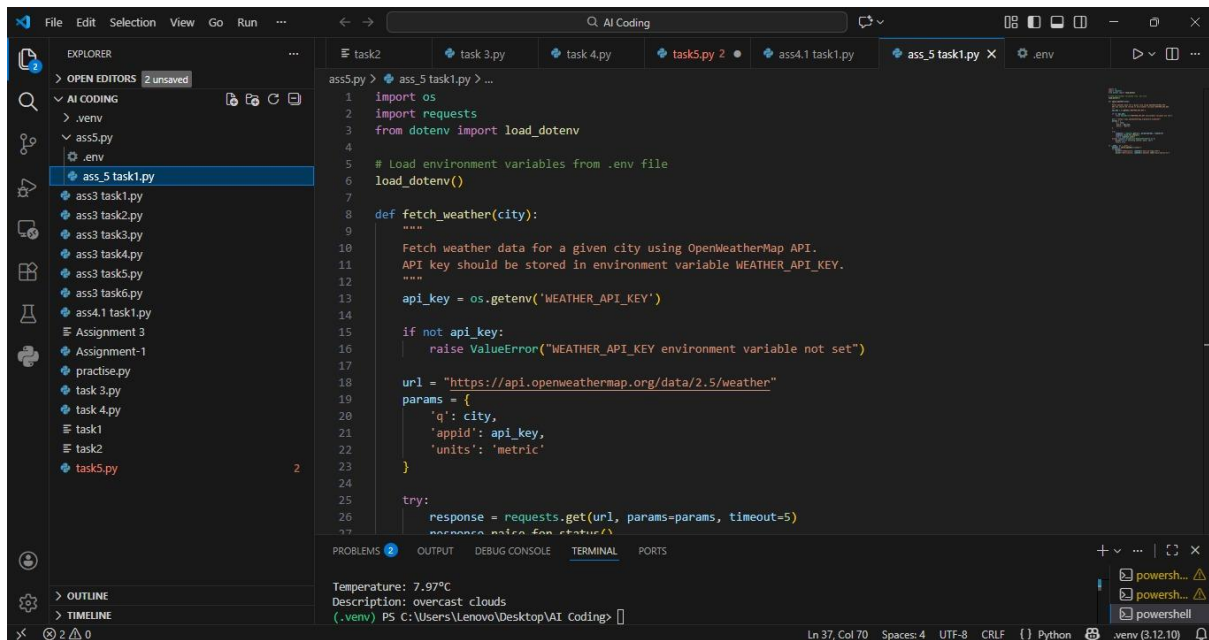 File Edit Selection View Go Run ··· AI Coding
EXPLORER ···
OPEN EDITORS 2 unsaved
AI CODING
.venv
ass5.py
.env
ass_5 task1.py
ass3 task1.py
ass3 task2.py
ass3 task3.py
ass3 task4.py
ass3 task5.py
ass3 task6.py
ass4.1 task1.py
Assignment 3
Assignment-1
practise.py
task 3.py
task 4.py
task1
task2
task5.py 2
OUTLINE
TIMELINE
task2 task 3.py task 4.py task5.py 2 ass4.1 task1.py ass_5 task1.py .env
ass5.py > ass_5 task1.py > ...
1 import os
2 import requests
3 from dotenv import load_dotenv
4
5 # Load environment variables from .env file
6 load_dotenv()
7
8 def fetch_weather(city):
9 """
10 Fetch weather data for a given city using OpenWeatherMap API.
11 API key should be stored in environment variable WEATHER_API_KEY.
12 """
13 api_key = os.getenv('WEATHER_API_KEY')
14
15 if not api_key:
16 raise ValueError("WEATHER_API_KEY environment variable not set")
17
18 url = "https://api.openweathermap.org/data/2.5/weather"
19 params = {
20 'q': city,
21 'appid': api_key,
22 'units': 'metric'
23 }
24
25 try:
26 response = requests.get(url, params=params, timeout=5)
27 response.raise_for_status()
PROBLEMS 2 OUTPUT DEBUG CONSOLE TERMINAL PORTS
Temperature: 7.97°C
Description: overcast clouds
(.venv) PS C:\Users\Lenovo\Desktop\AI Coding>
powersh...
powersh...
powershell
2 0 Ln 37, Col 70 Spaces: 4 UTF-8 CRLF { } Python .venv (3.12.10)